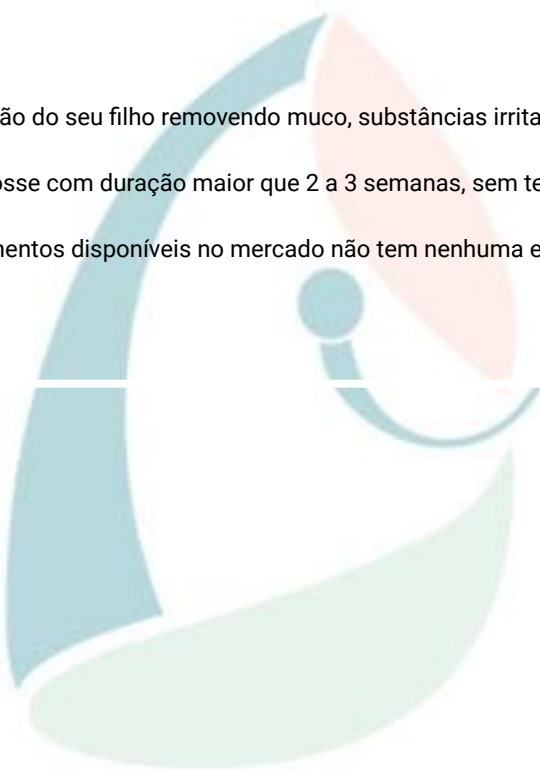 ão do seu filho removendo muco, substâncias irrita
osse com duração maior que 2 a 3 semanas, sem te
nentos disponíveis no mercado não tem nenhuma e